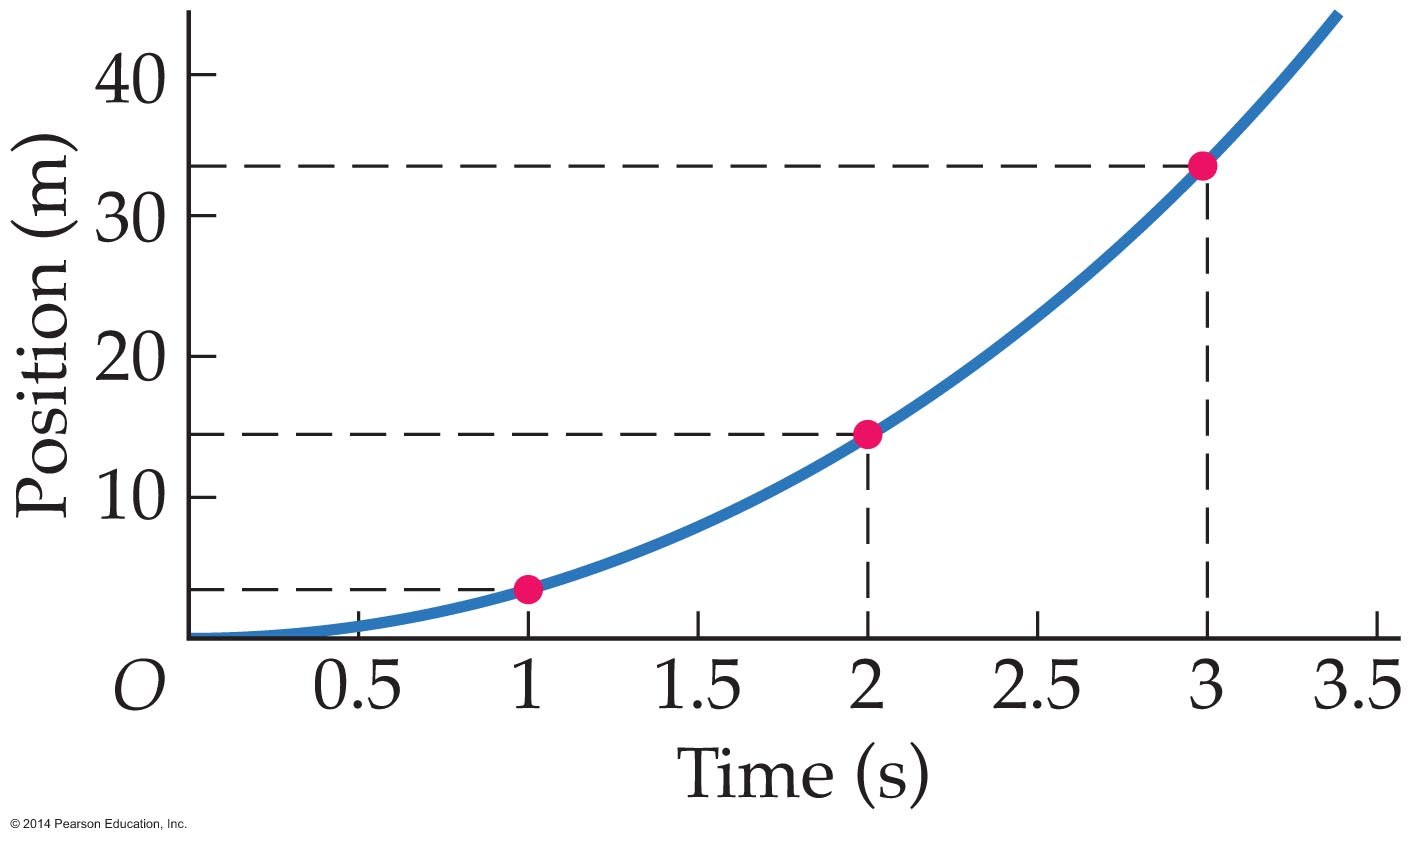 Position (m)
40
30
20
10
O 0.5 1 1.5 2 2.5 3 3.5
Time (s)
© 2014 Pearson Education, Inc.